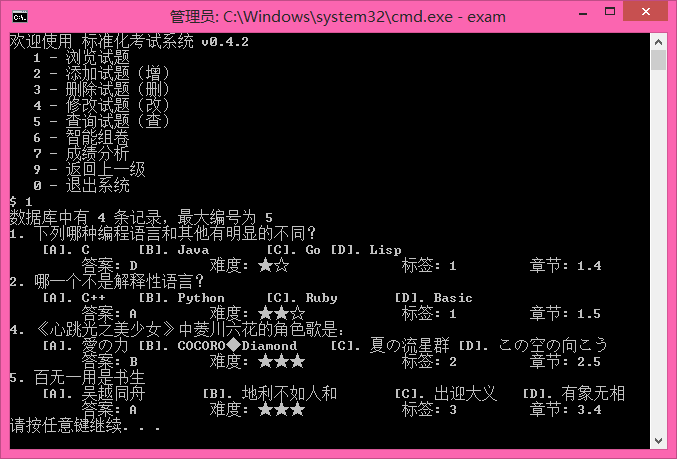 管理员: C:\Windows\system32\cmd.exe - exam
欢迎使用 标准化考试系统 v0.4.2
1 - 浏览试题
2 - 添加试题（增）
3 - 删除试题（删）
4 - 修改试题（改）
5 - 查询试题（查）
6 - 智能组卷
7 - 成绩分析
9 - 返回上一级
0 - 退出系统
$ 1
数据库中有 4 条记录，最大编号为 5
1. 下列哪种编程语言和其他有明显的不同？
[A]. C [B]. Java [C]. Go [D]. Lisp
答案: D 难度: ★☆ 标签: 1 章节: 1.4
2. 哪一个不是解释性语言？
[A]. C++ [B]. Python [C]. Ruby [D]. Basic
答案: A 难度: ★★☆ 标签: 1 章节: 1.5
4. 《心跳光之美少女》中菱川六花的角色歌是：
[A]. 愛の力 [B]. COCORO◆Diamond [C]. 夏の流星群 [D]. この空の向こう
答案: B 难度: ★★★ 标签: 2 章节: 2.5
5. 百无一用是书生
[A]. 吴越同舟 [B]. 地利不如人和 [C]. 出迎大义 [D]. 有象无相
答案: A 难度: ★★★ 标签: 3 章节: 3.4
请按任意键继续. . .